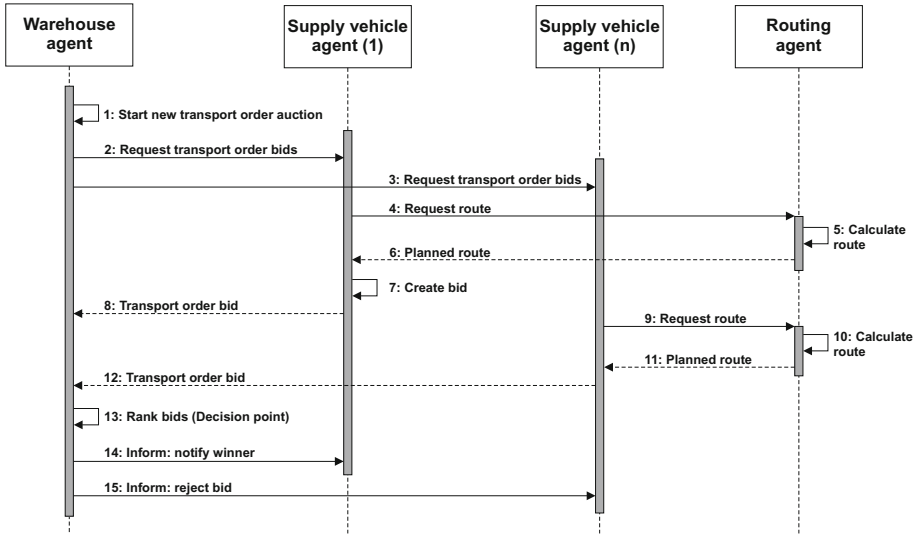 Warehouse
agent
Supply vehicle
agent (1)
Supply vehicle
agent (n)
Routing
agent
1: Start new transport order auction
2: Request transport order bids
3: Request transport order bids
4: Request route
5: Calculate
route
6: Planned route
7: Create bid
8: Transport order bid
9: Request route
10: Calculate
route
11: Planned route
12: Transport order bid
13: Rank bids (Decision point)
14: Inform: notify winner
15: Inform: reject bid